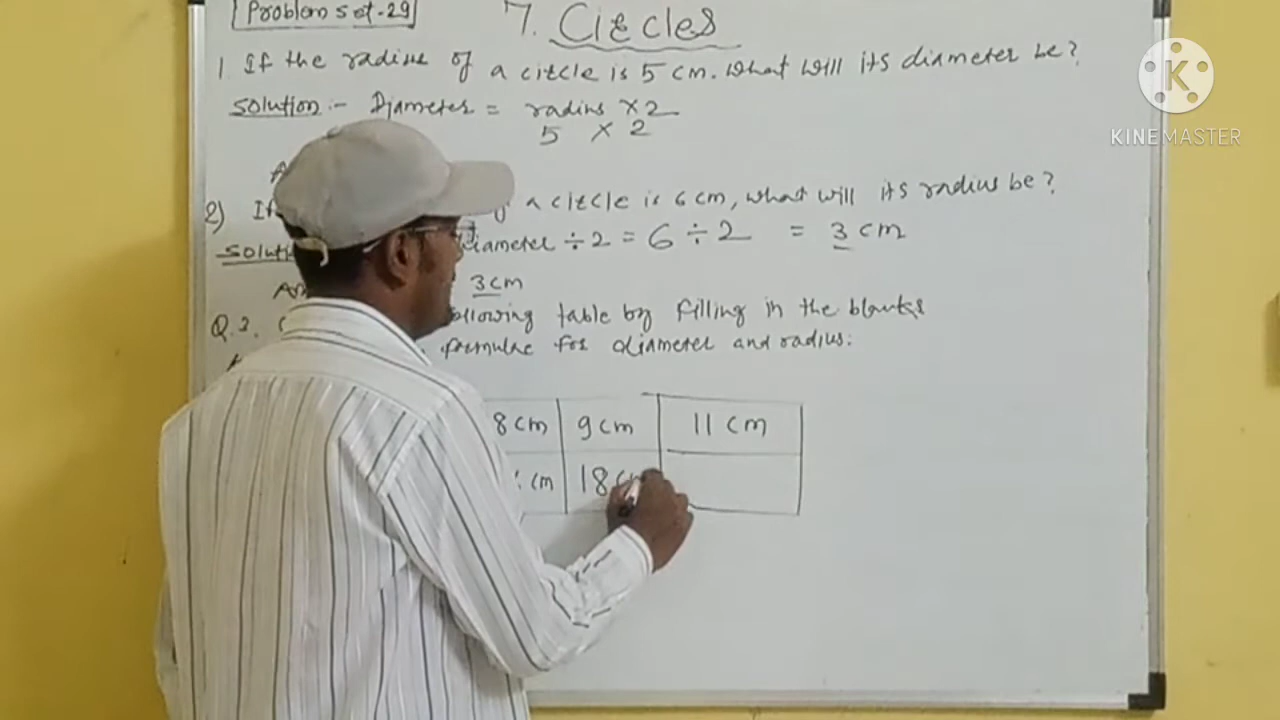 Problem Set-29
7. Circles
1. If the radius of a circle is 5 cm. What will its diameter be?
Solution :- Diameter = radius × 2
5 × 2
2) a circle is 6 cm, what will its radius be?
diameter ÷ 2 = 6 ÷ 2 = 3 cm
3cm
Q.3. following table by filling in the blanks
formulae for diameter and radius:
8 cm 9 cm 11 cm
cm 18 cm
K
KINEMASTER